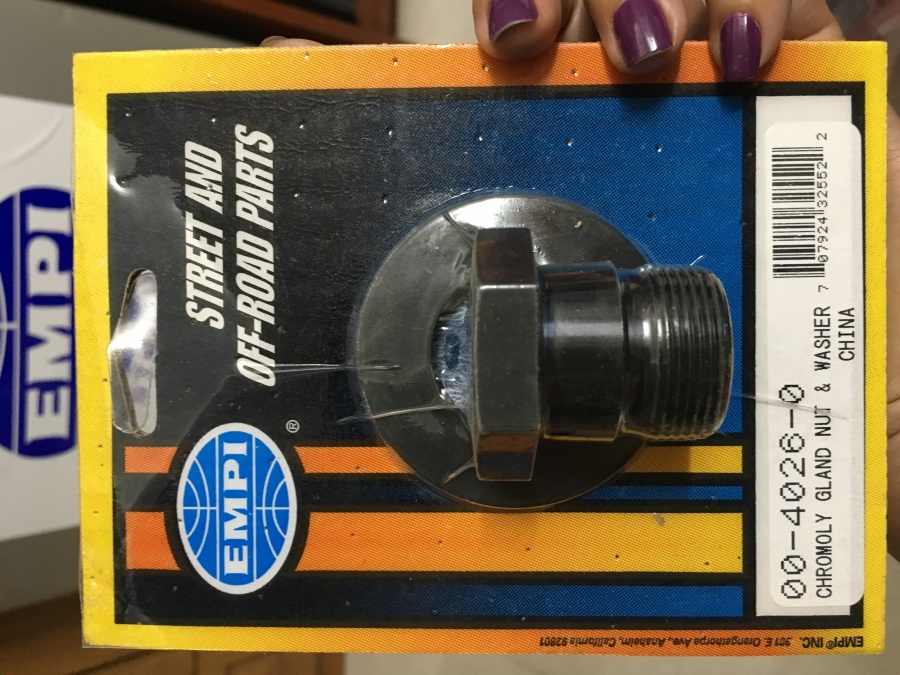 STREET AND
OFF-ROAD PARTS
®
EMPI
EMPI
00-4026-0
CHROMOLY GLAND NUT & WASHER
CHINA
7 07924 32552 2
EMPI® INC. 301 E. Orangethorpe Ave., Anaheim, California 92801